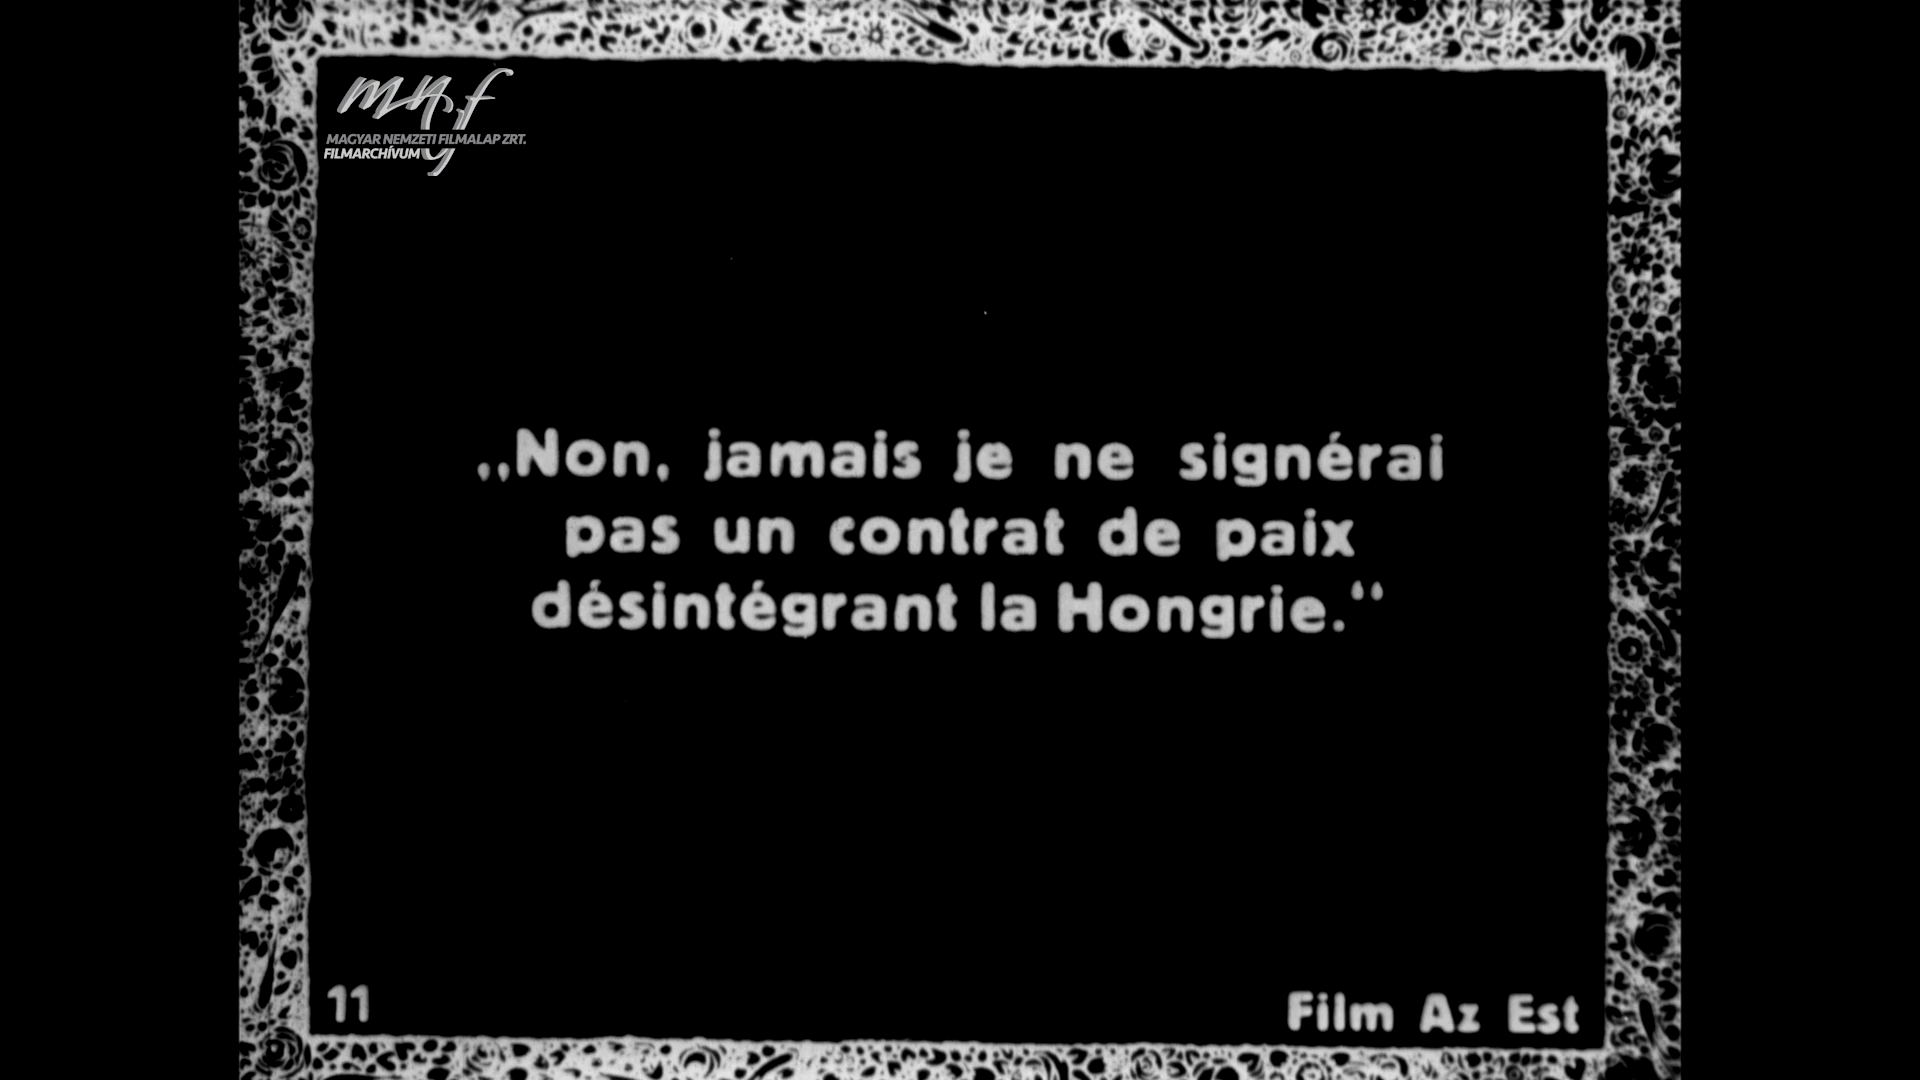 mnf
MAGYAR NEMZETI FILMALAP ZRT.
FILMARCHÍVUM
„Non, jamais je ne signérai
pas un contrat de paix
désintégrant la Hongrie.“
11
Film Az Est